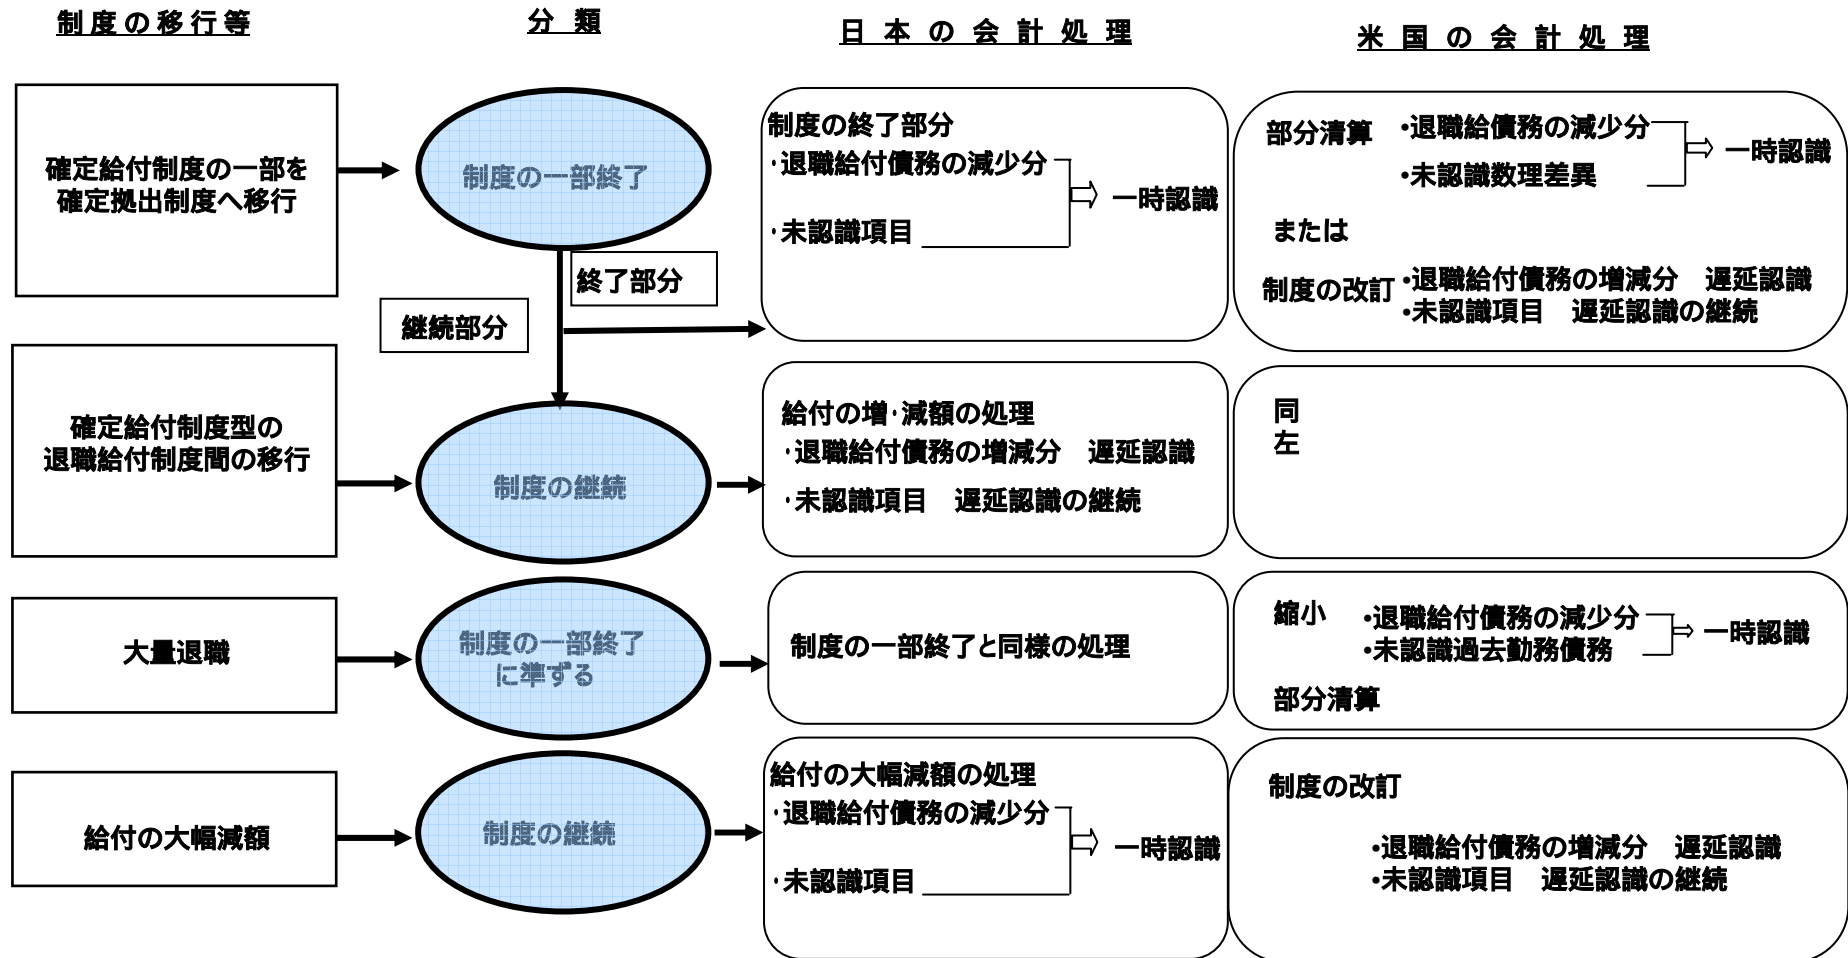 制度の移行等
分類
日本の会計処理
米国の会計処理
確定給付制度の一部を
確定拠出制度へ移行
制度の一部終了
終了部分
継続部分
制度の終了部分
・退職給付債務の減少分
・未認識項目
一時認識
部分清算
・退職給債務の減少分
・未認識数理差異
一時認識
または
制度の改訂
・退職給付債務の増減分 遅延認識
・未認識項目 遅延認識の継続
確定給付制度型の
退職給付制度間の移行
制度の継続
給付の増・減額の処理
・退職給付債務の増減分 遅延認識
・未認識項目 遅延認識の継続
同
左
大量退職
制度の一部終了
に準ずる
制度の一部終了と同様の処理
縮小
・退職給付債務の減少分
・未認識過去勤務債務
一時認識
部分清算
給付の大幅減額
制度の継続
給付の大幅減額の処理
・退職給付債務の減少分
・未認識項目
一時認識
制度の改訂
・退職給付債務の増減分 遅延認識
・未認識項目 遅延認識の継続